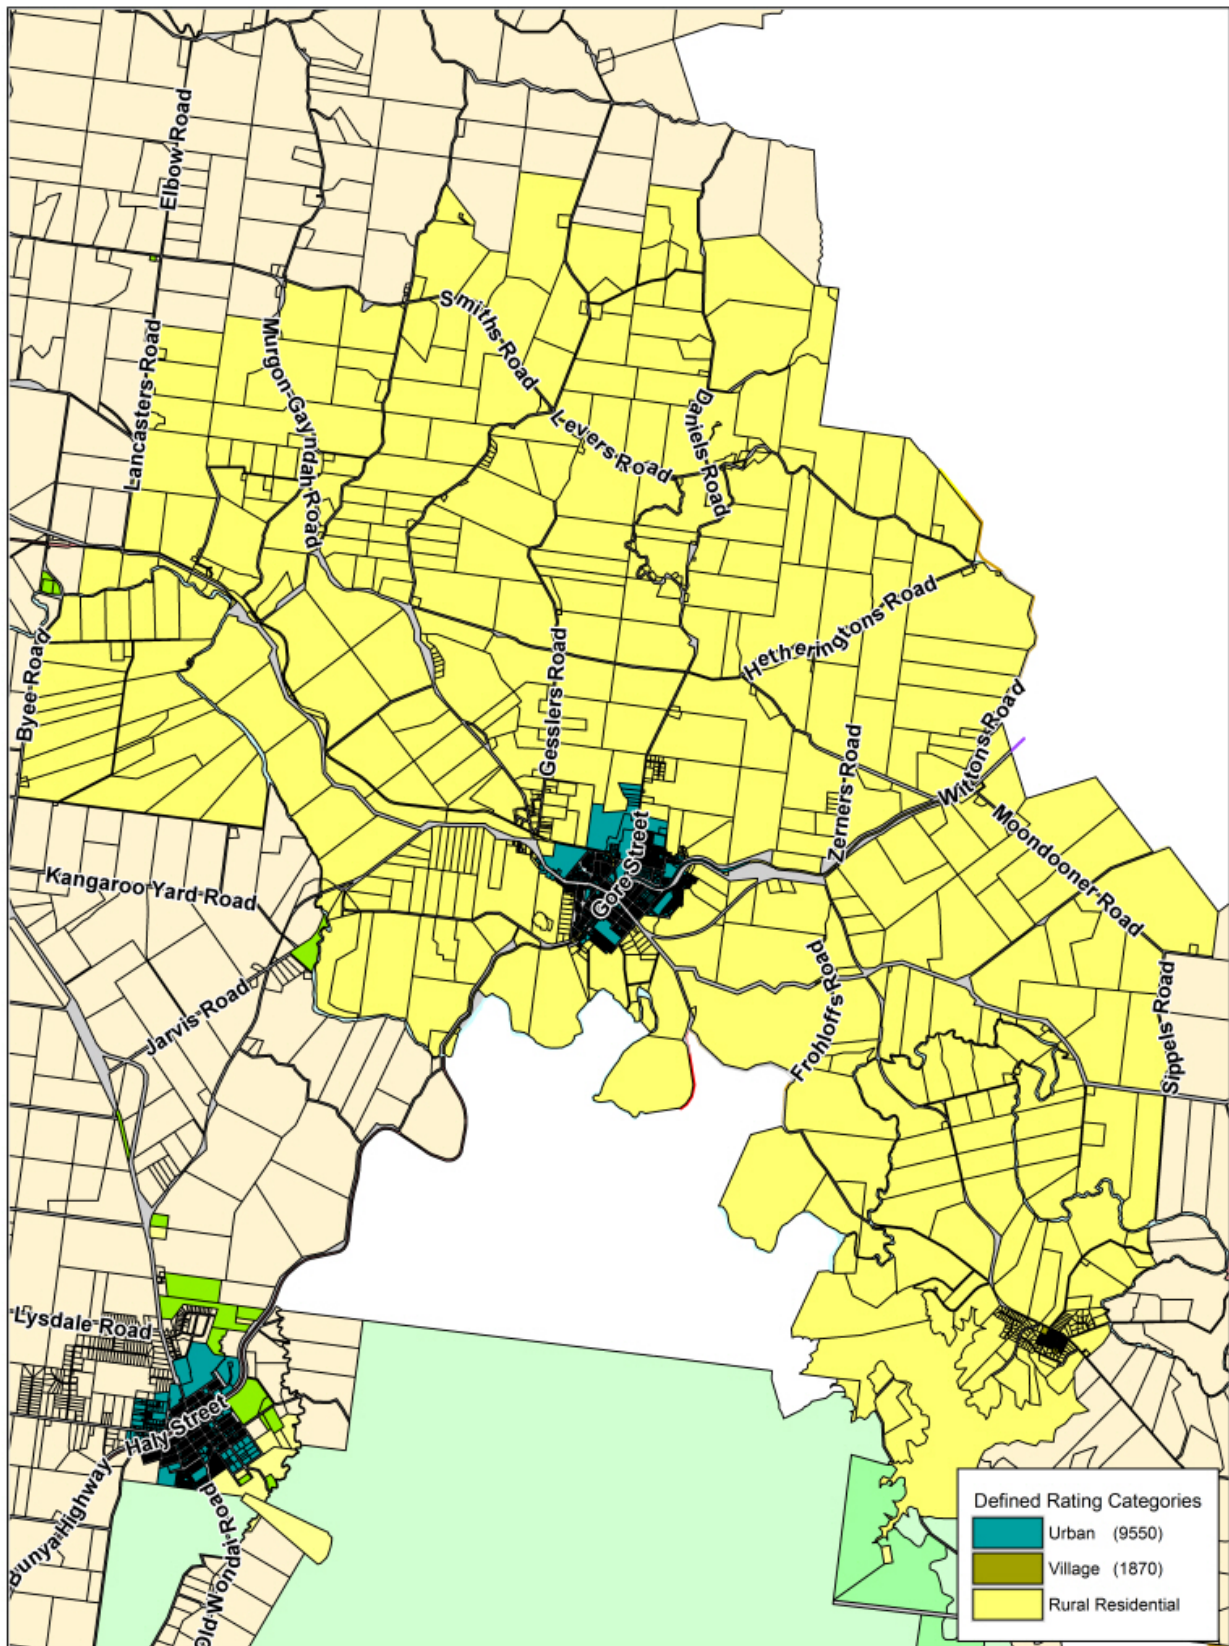 Elbow Road
Smiths Road
Murgon-Gayndah Road
Lancasters Road
Daniels Road
Levers Road
Hetheringtons Road
Byee Road
Gesslers Road
Wittons Road
Zerners Road
Moondooner Road
Gore Street
Kangaroo Yard Road
Jarvis Road
Frohloffs Road
Sippels Road
Lysdale Road
Haly Street
Bunya Highway
Old Wondai Road
Defined Rating Categories
Urban (9550)
Village (1870)
Rural Residential